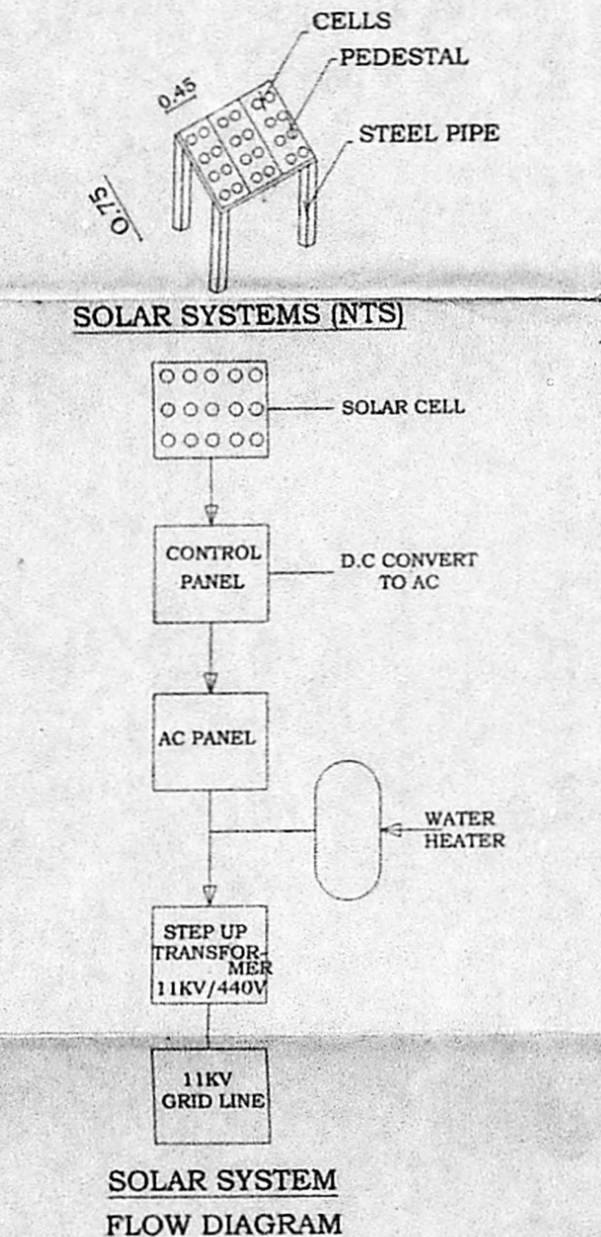 CELLS
PEDESTAL
0.45
STEEL PIPE
0.75
SOLAR SYSTEMS (NTS)
SOLAR CELL
CONTROL
PANEL
D.C CONVERT
TO AC
AC PANEL
WATER
HEATER
STEP UP
TRANSFOR-
MER
11KV/440V
11KV
GRID LINE
SOLAR SYSTEM
FLOW DIAGRAM